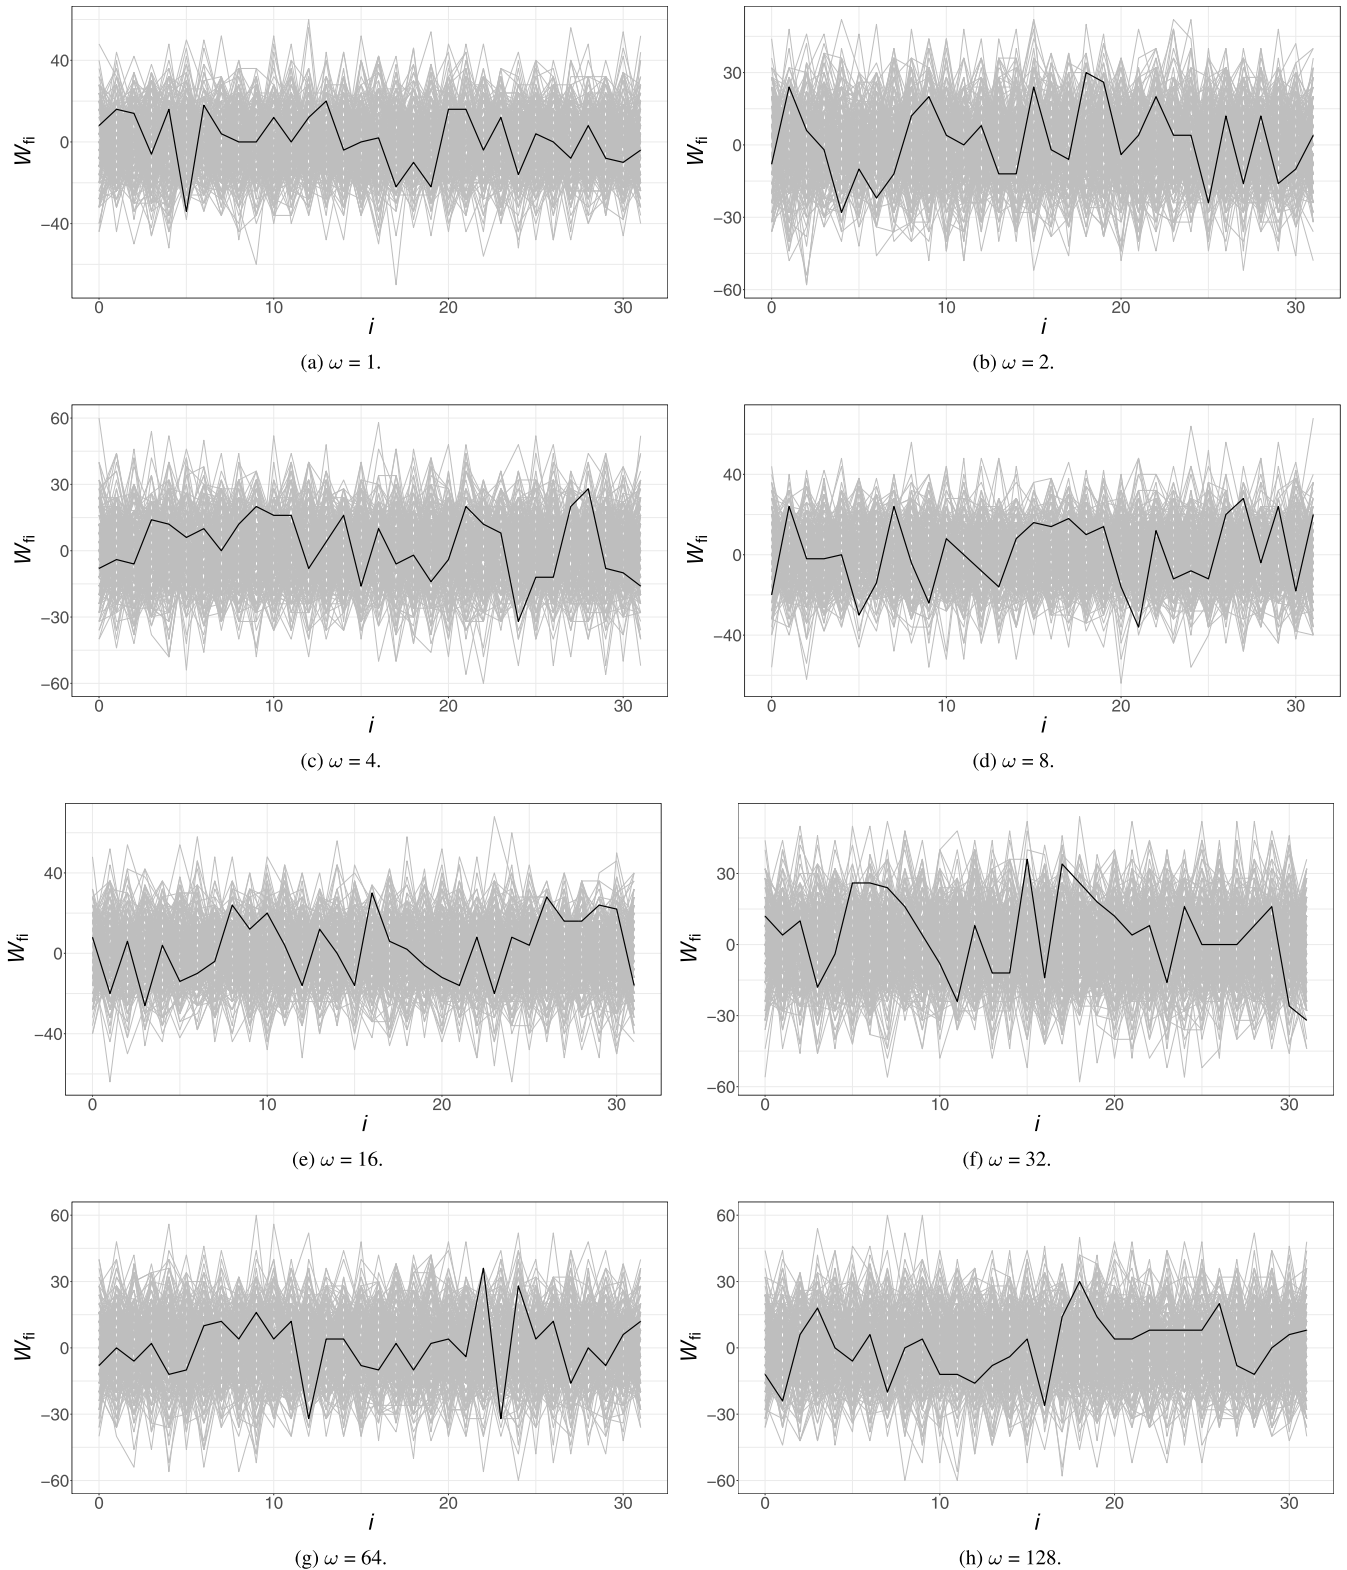 40
0
−40
W_fi
0 10 20 30
i
(a) ω = 1.
30
0
−30
−60
W_fi
0 10 20 30
i
(b) ω = 2.
60
30
0
−30
−60
W_fi
0 10 20 30
i
(c) ω = 4.
40
0
−40
W_fi
0 10 20 30
i
(d) ω = 8.
40
0
−40
W_fi
0 10 20 30
i
(e) ω = 16.
30
0
−30
−60
W_fi
0 10 20 30
i
(f) ω = 32.
60
30
0
−30
−60
W_fi
0 10 20 30
i
(g) ω = 64.
60
30
0
−30
−60
W_fi
0 10 20 30
i
(h) ω = 128.